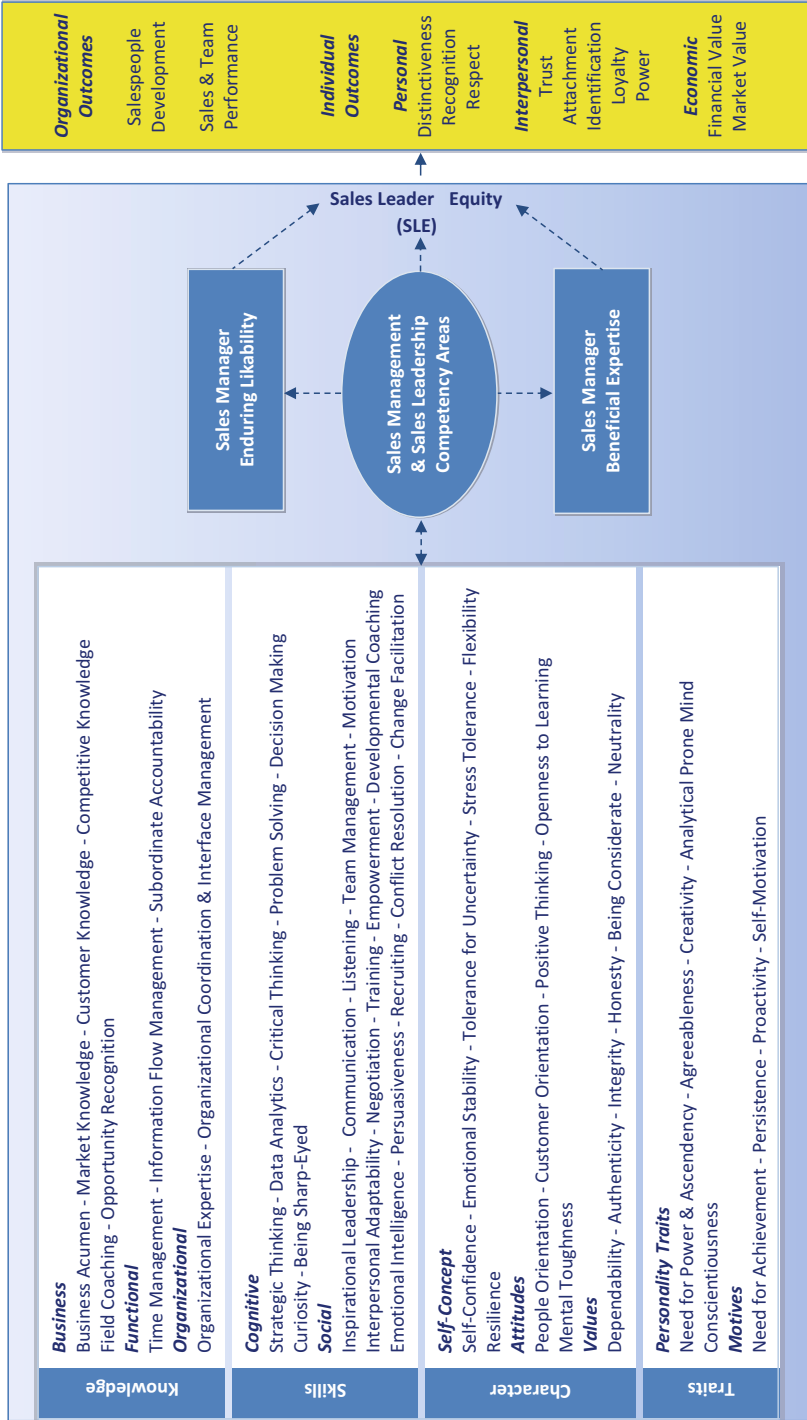 Knowledge
Business
Business Acumen - Market Knowledge - Customer Knowledge - Competitive Knowledge
Field Coaching - Opportunity Recognition
Functional
Time Management - Information Flow Management - Subordinate Accountability
Organizational
Organizational Expertise - Organizational Coordination & Interface Management
Skills
Cognitive
Strategic Thinking - Data Analytics - Critical Thinking - Problem Solving - Decision Making
Curiosity - Being Sharp-Eyed
Social
Inspirational Leadership - Communication - Listening - Team Management - Motivation
Interpersonal Adaptability - Negotiation - Training - Empowerment - Developmental Coaching
Emotional Intelligence - Persuasiveness - Recruiting - Conflict Resolution - Change Facilitation
Character
Self-Concept
Self-Confidence - Emotional Stability - Tolerance for Uncertainty - Stress Tolerance - Flexibility
Resilience
Attitudes
People Orientation - Customer Orientation - Positive Thinking - Openness to Learning
Mental Toughness
Values
Dependability - Authenticity - Integrity - Honesty - Being Considerate - Neutrality
Traits
Personality Traits
Need for Power & Ascendency - Agreeableness - Creativity - Analytical Prone Mind
Conscientiousness
Motives
Need for Achievement - Persistence - Proactivity - Self-Motivation
Sales Manager
Enduring Likability
Sales Management
& Sales Leadership
Competency Areas
Sales Manager
Beneficial Expertise
Sales Leader Equity
(SLE)
Organizational
Outcomes
Salespeople
Development
Sales & Team
Performance
Individual
Outcomes
Personal
Distinctiveness
Recognition
Respect
Interpersonal
Trust
Attachment
Identification
Loyalty
Power
Economic
Financial Value
Market Value